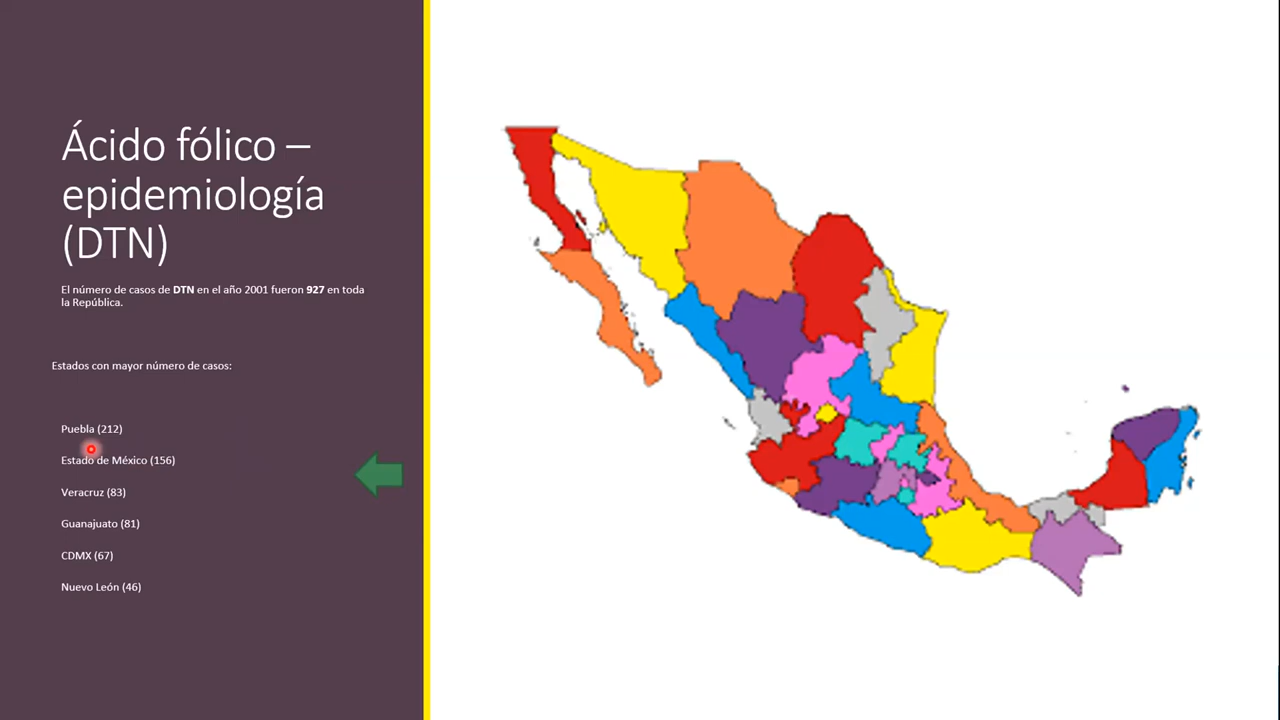 Ácido fólico –
epidemiología
(DTN)
El número de casos de DTN en el año 2001 fueron 927 en toda
la República.
Estados con mayor número de casos:
Puebla (212)
Estado de México (156)
Veracruz (83)
Guanajuato (81)
CDMX (67)
Nuevo León (46)